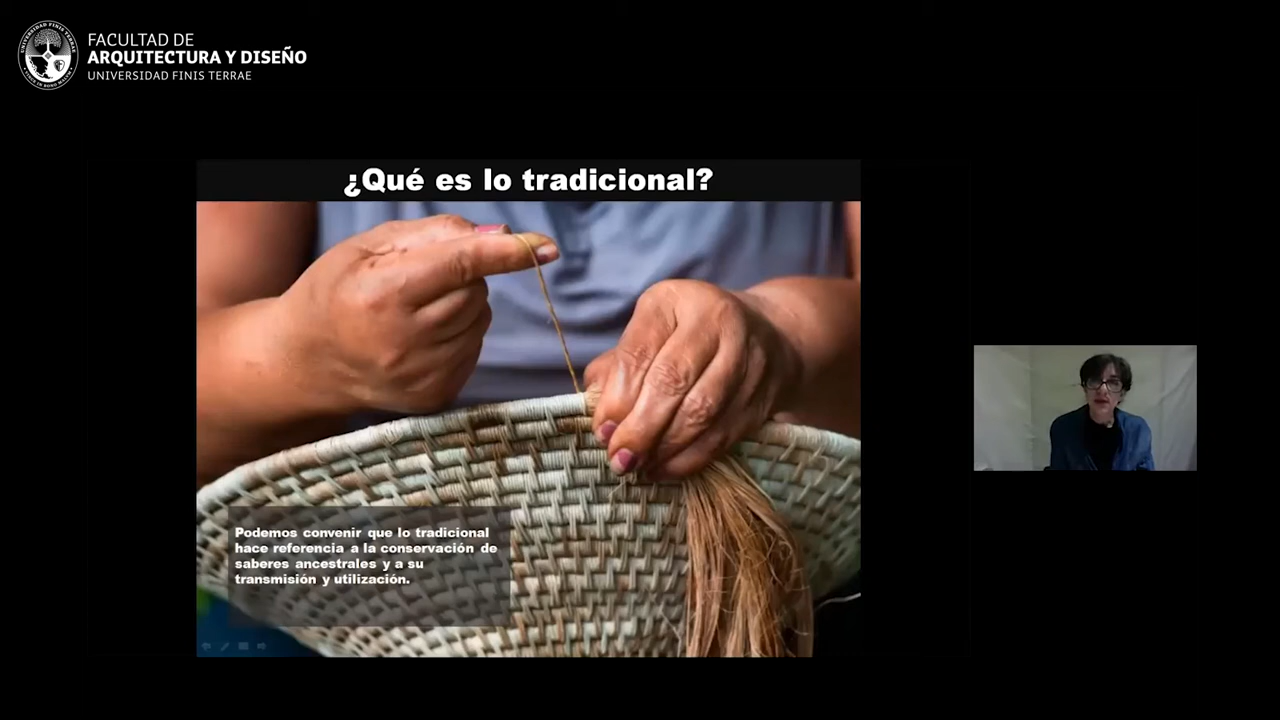 FACULTAD DE
ARQUITECTURA Y DISEÑO
UNIVERSIDAD FINIS TERRAE
¿Qué es lo tradicional?
Podemos convenir que lo tradicional
hace referencia a la conservación de
saberes ancestrales y a su
transmisión y utilización.